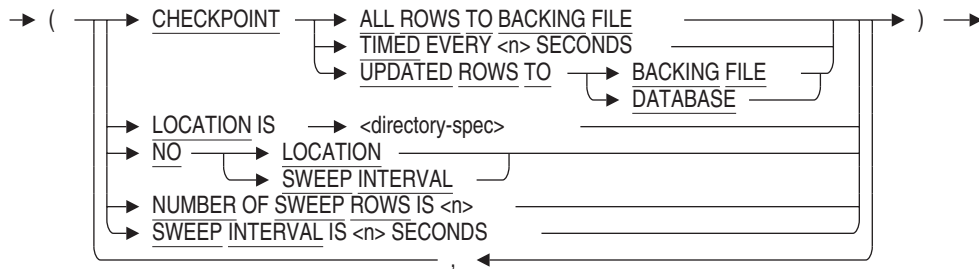 ( CHECKPOINT ALL ROWS TO BACKING FILE )
TIMED EVERY <n> SECONDS
UPDATED ROWS TO BACKING FILE
DATABASE
LOCATION IS <directory-spec>
NO LOCATION
SWEEP INTERVAL
NUMBER OF SWEEP ROWS IS <n>
SWEEP INTERVAL IS <n> SECONDS
,